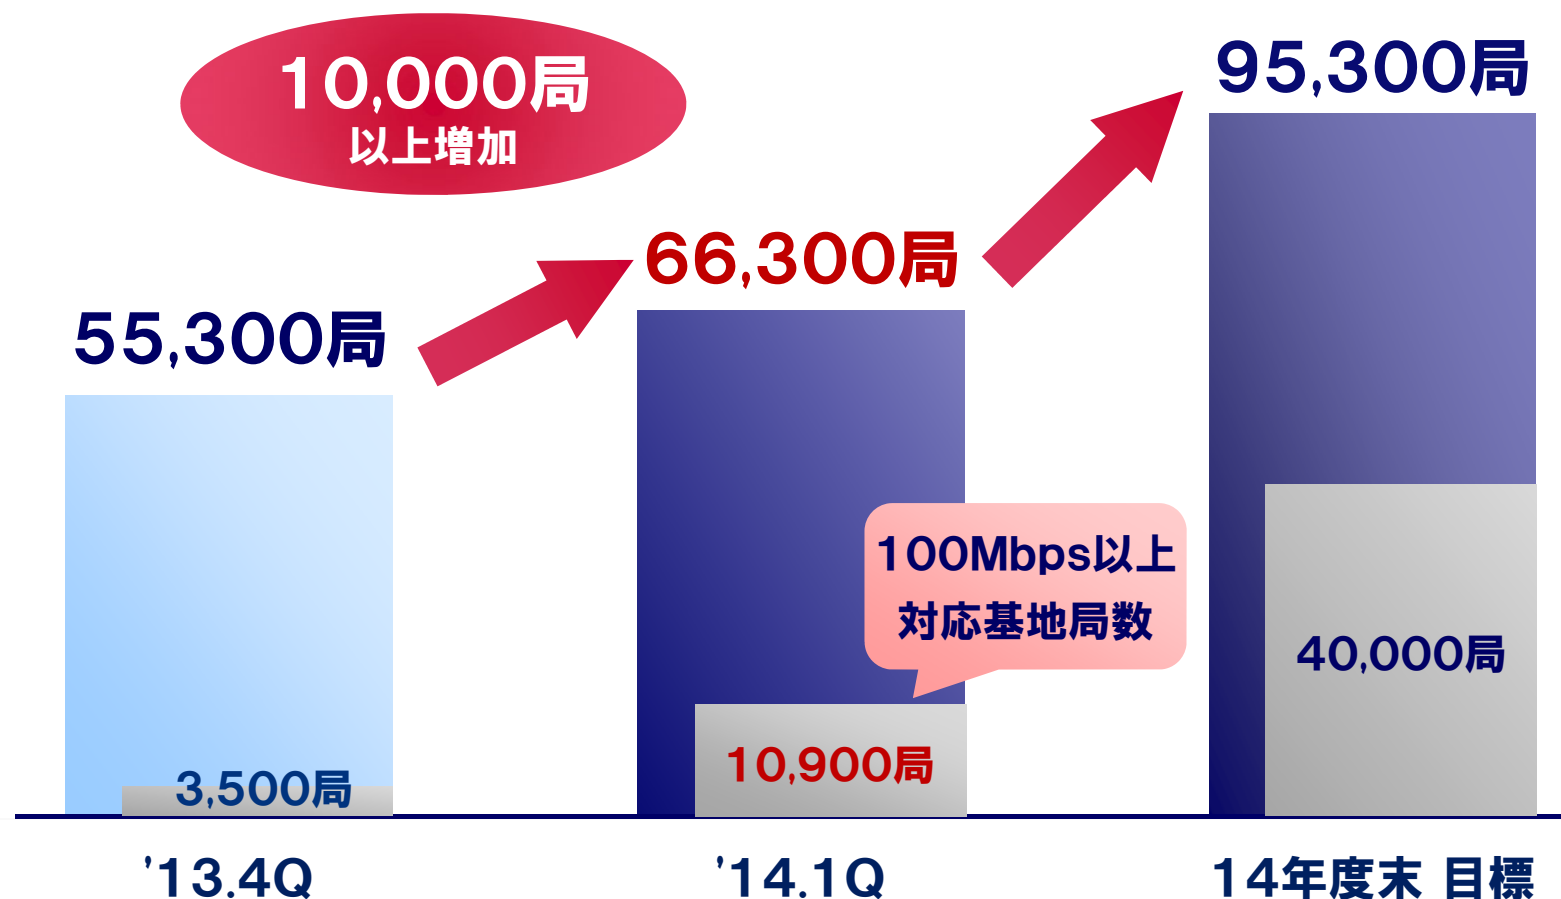 10,000局
以上増加
55,300局
66,300局
95,300局
100Mbps以上
対応基地局数
3,500局
10,900局
40,000局
’13.4Q
’14.1Q
14年度末 目標